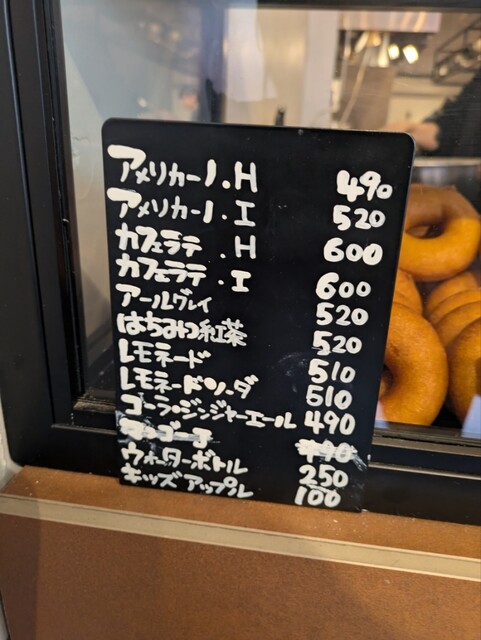 アメリカーノ.H 490
アメリカーノ.I 520
カフェラテ .H 600
カフェラテ .I 600
アールグレイ 520
はちみつ紅茶 520
レモネード 510
レモネードソーダ 510
コーラ・ジンジャーエール 490
490
ウォーターボトル 250
キッズアップル 100